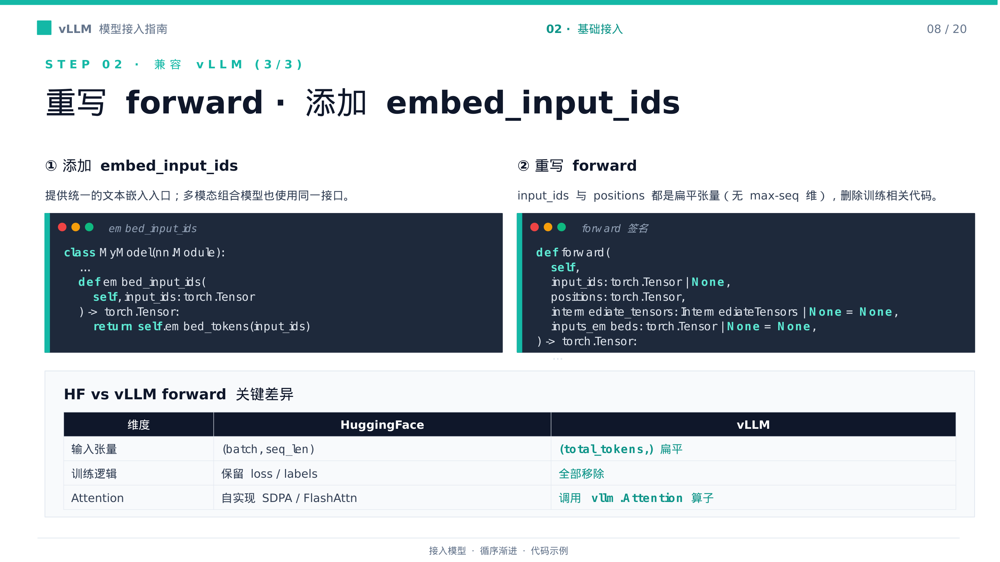 vLLM 模型接入指南
02 · 基础接入
08 / 20
STEP 02 · 兼容 vLLM (3/3)
重写 forward · 添加 embed_input_ids
① 添加 embed_input_ids
提供统一的文本嵌入入口；多模态组合模型也使用同一接口。
embed_input_ids
class MyModel(nn.Module):
    ...
    def embed_input_ids(
        self, input_ids: torch.Tensor
    ) -> torch.Tensor:
        return self.embed_tokens(input_ids)
② 重写 forward
input_ids 与 positions 都是扁平张量（无 max-seq 维），删除训练相关代码。
forward 签名
def forward(
    self,
    input_ids: torch.Tensor | None,
    positions: torch.Tensor,
    intermediate_tensors: IntermediateTensors | None = None,
    inputs_embeds: torch.Tensor | None = None,
) -> torch.Tensor:
    ...
HF vs vLLM forward 关键差异
维度 HuggingFace vLLM
输入张量 (batch, seq_len) (total_tokens,) 扁平
训练逻辑 保留 loss / labels 全部移除
Attention 自实现 SDPA / FlashAttn 调用 vllm.Attention 算子
接入模型 · 循序渐进 · 代码示例